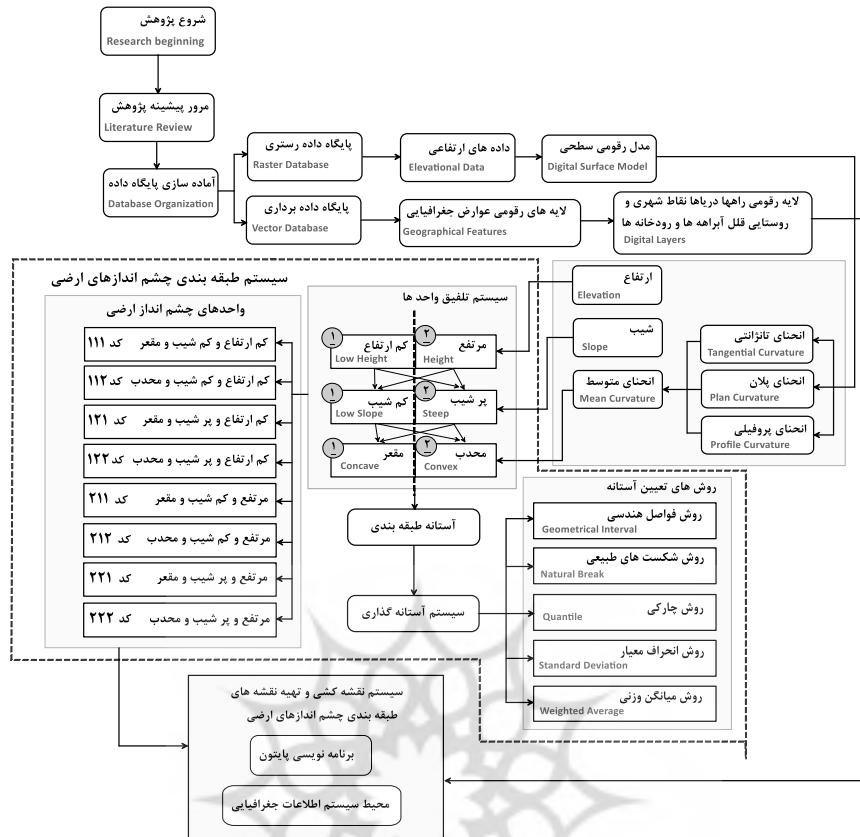 شروع پژوهش
Research beginning
مرور پیشینه پژوهش
Literature Review
آماده سازی پایگاه داده
Database Organization
پایگاه داده رستری
Raster Database
داده های ارتفاعی
Elevational Data
مدل رقومی سطحی
Digital Surface Model
پایگاه داده برداری
Vector Database
لایه های رقومی عوارض جغرافیایی
Geographical Features
لایه رقومی راهها دریاها نقاط شهری و
روستایی قلل آبراهه ها و رودخانه ها
Digital Layers
ارتفاع
Elevation
شیب
Slope
انحنای متوسط
Mean Curvature
انحنای تانژانتی
Tangential Curvature
انحنای پلان
Plan Curvature
انحنای پروفیلی
Profile Curvature
سیستم طبقه بندی چشم اندازهای ارضی
سیستم تلفیق واحد ها
۲
مرتفع
Height
۱
کم ارتفاع
Low Height
۲
پر شیب
Steep
۱
کم شیب
Low Slope
۲
محدب
Convex
۱
مقعر
Concave
واحدهای چشم انداز ارضی
کم ارتفاع و کم شیب و مقعر کد ۱۱۱
کم ارتفاع و کم شیب و محدب کد ۱۱۲
کم ارتفاع و پر شیب و مقعر کد ۱۲۱
کم ارتفاع و پر شیب و محدب کد ۱۲۲
مرتفع و کم شیب و مقعر کد ۲۱۱
مرتفع و کم شیب و محدب کد ۲۱۲
مرتفع و پر شیب و مقعر کد ۲۲۱
مرتفع و پر شیب و محدب کد ۲۲۲
آستانه طبقه بندی
سیستم آستانه گذاری
روش های تعیین آستانه
روش فواصل هندسی
Geometrical Interval
روش شکست های طبیعی
Natural Break
روش چارکی
Quantile
روش انحراف معیار
Standard Deviation
روش میانگن وزنی
Weighted Average
سیستم نقشه کشی و تهیه نقشه های
طبقه بندی چشم اندازهای ارضی
برنامه نویسی پایتون
محیط سیستم اطلاعات جغرافیایی